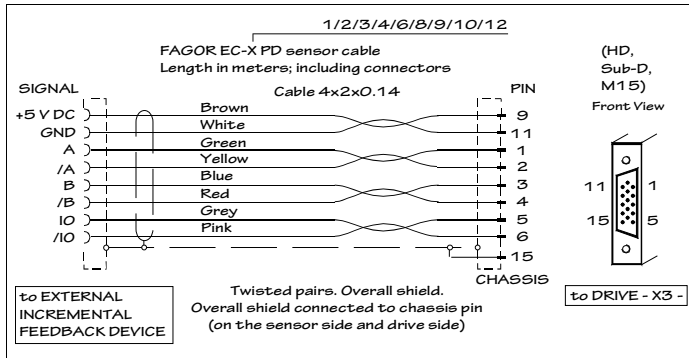 1/2/3/4/6/8/9/10/12
FAGOR EC-X PD sensor cable
Length in meters; including connectors
Cable 4x2x0.14
(HD,
Sub-D,
M15)
Front View
SIGNAL
PIN
+5 V DC Brown 9
GND White 11
A Green 1
/A Yellow 2
B Blue 3
/B Red 4
IO Grey 5
/IO Pink 6
15
CHASSIS
11 1
15 5
to EXTERNAL
INCREMENTAL
FEEDBACK DEVICE
Twisted pairs. Overall shield.
Overall shield connected to chassis pin
(on the sensor side and drive side)
to DRIVE - X3 -